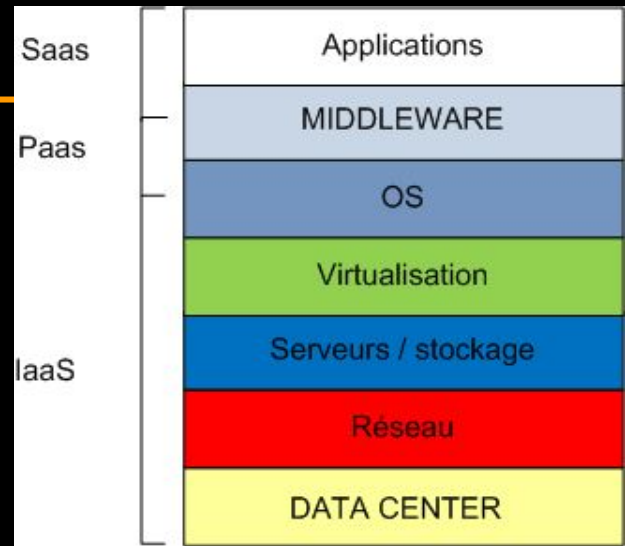 Saas
Applications
MIDDLEWARE
Paas
OS
Virtualisation
Serveurs / stockage
IaaS
Réseau
DATA CENTER